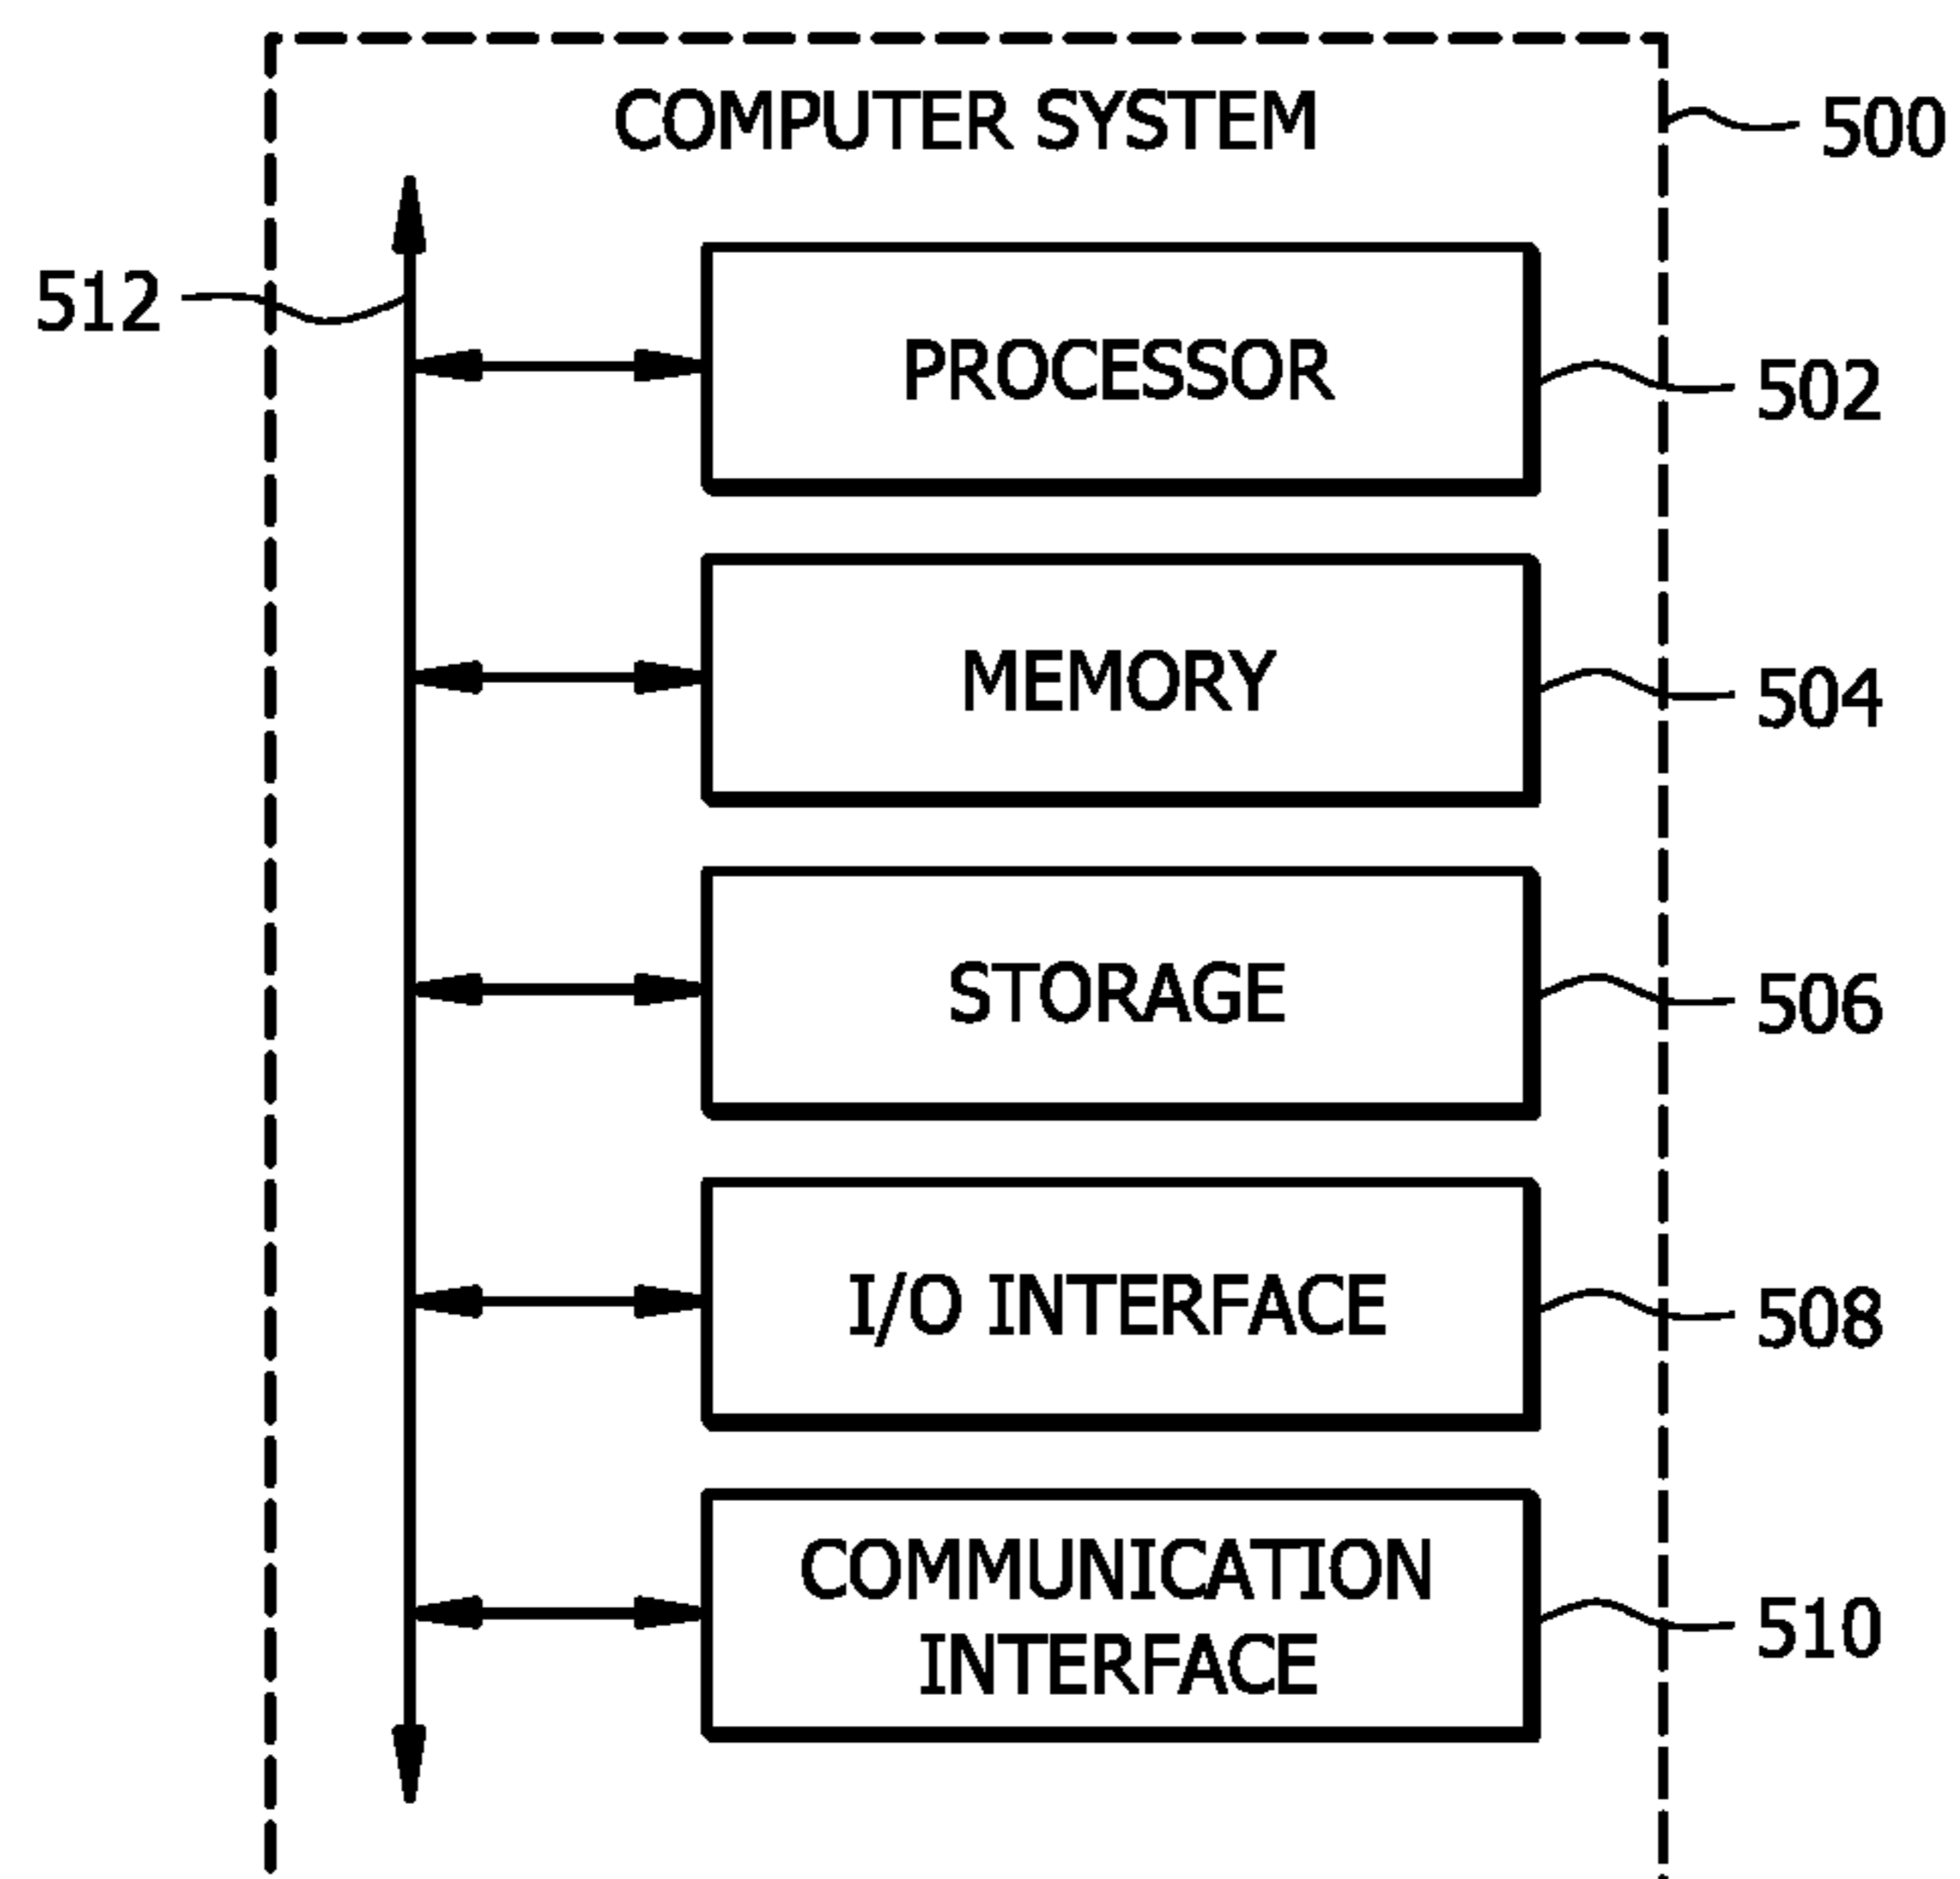 COMPUTER SYSTEM
500
512
PROCESSOR
502
MEMORY
504
STORAGE
506
I/O INTERFACE
508
COMMUNICATION
INTERFACE
510